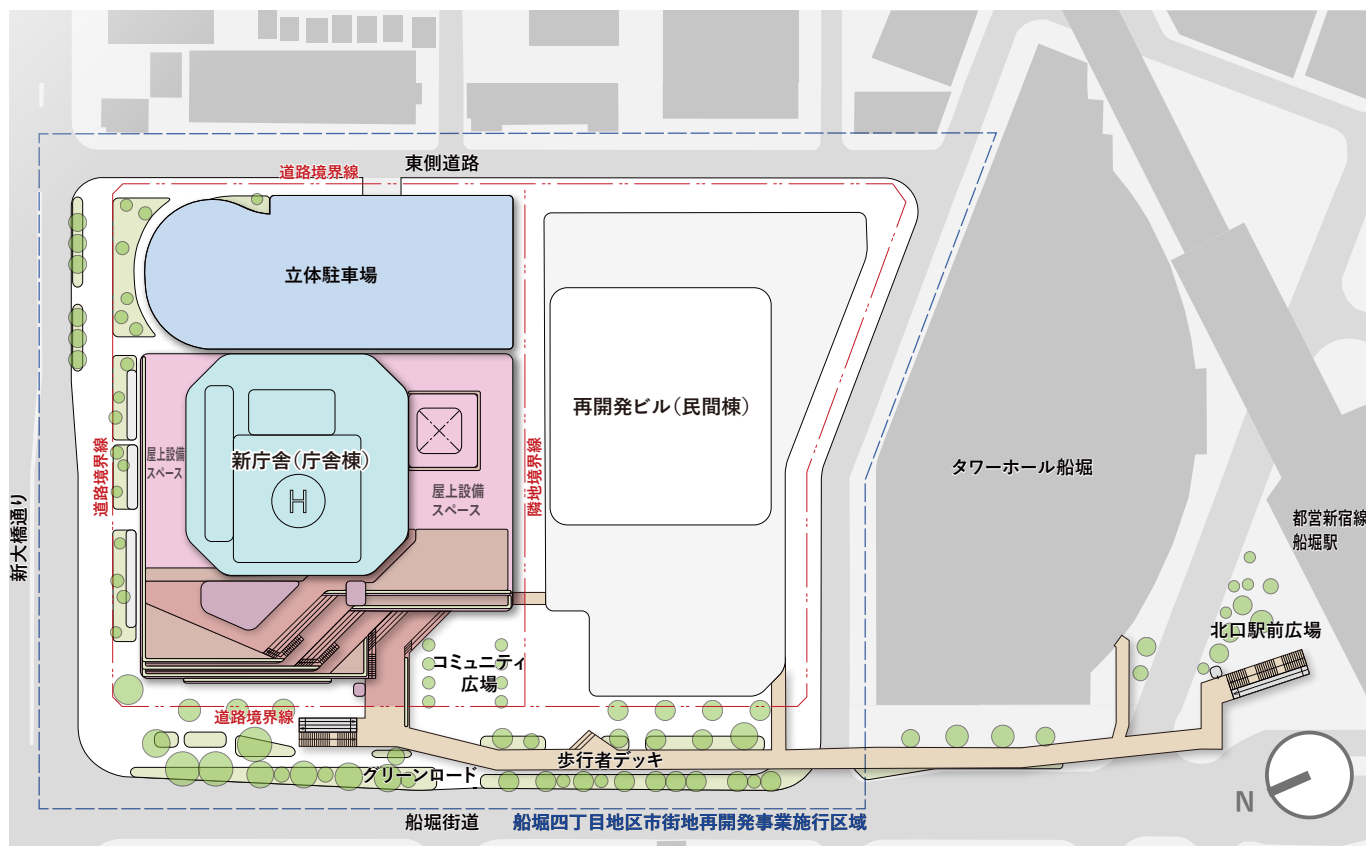 東側道路
道路境界線
立体駐車場
再開発ビル(民間棟)
新庁舎(庁舎棟)
屋上設備
スペース
H
屋上設備
スペース
道路境界線
隣地境界線
タワーホール船堀
都営新宿線
船堀駅
新大橋通り
北口駅前広場
コミュニティ
広場
道路境界線
歩行者デッキ
グリーンロード
船堀街道
船堀四丁目地区市街地再開発事業施行区域
N